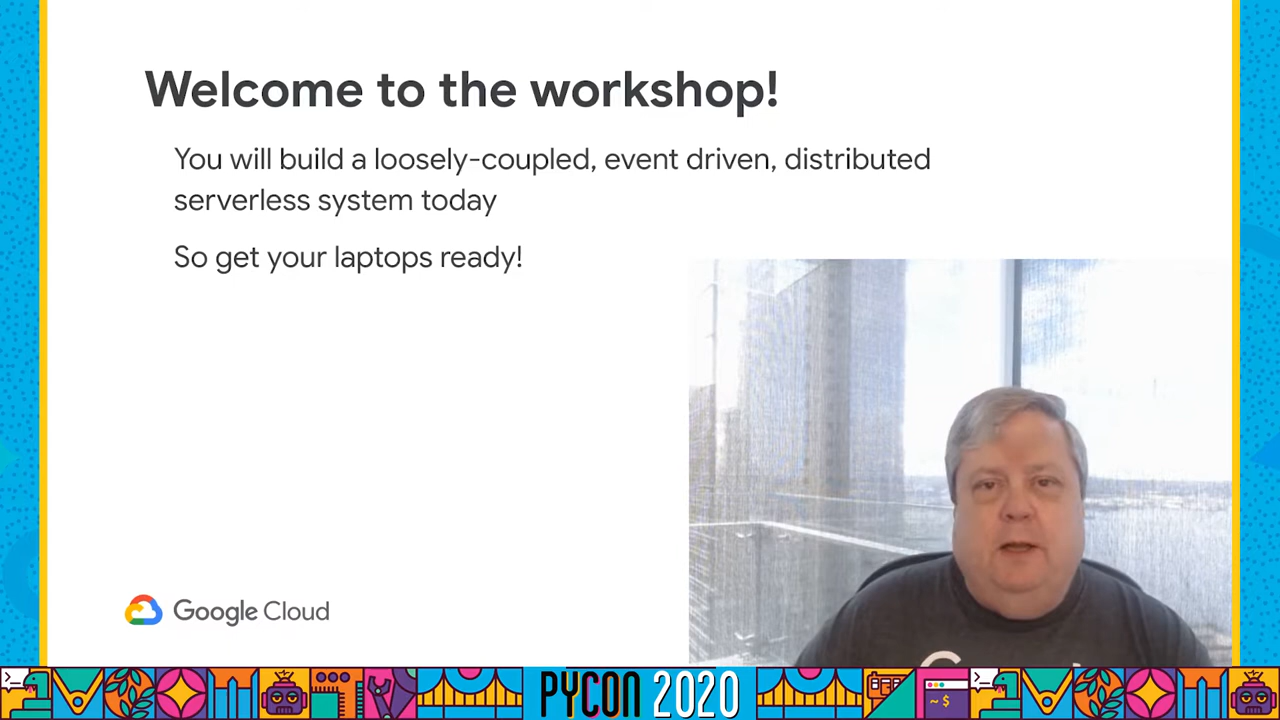 Welcome to the workshop!
You will build a loosely-coupled, event driven, distributed
serverless system today
So get your laptops ready!
Google Cloud
PYCON 2020
~$